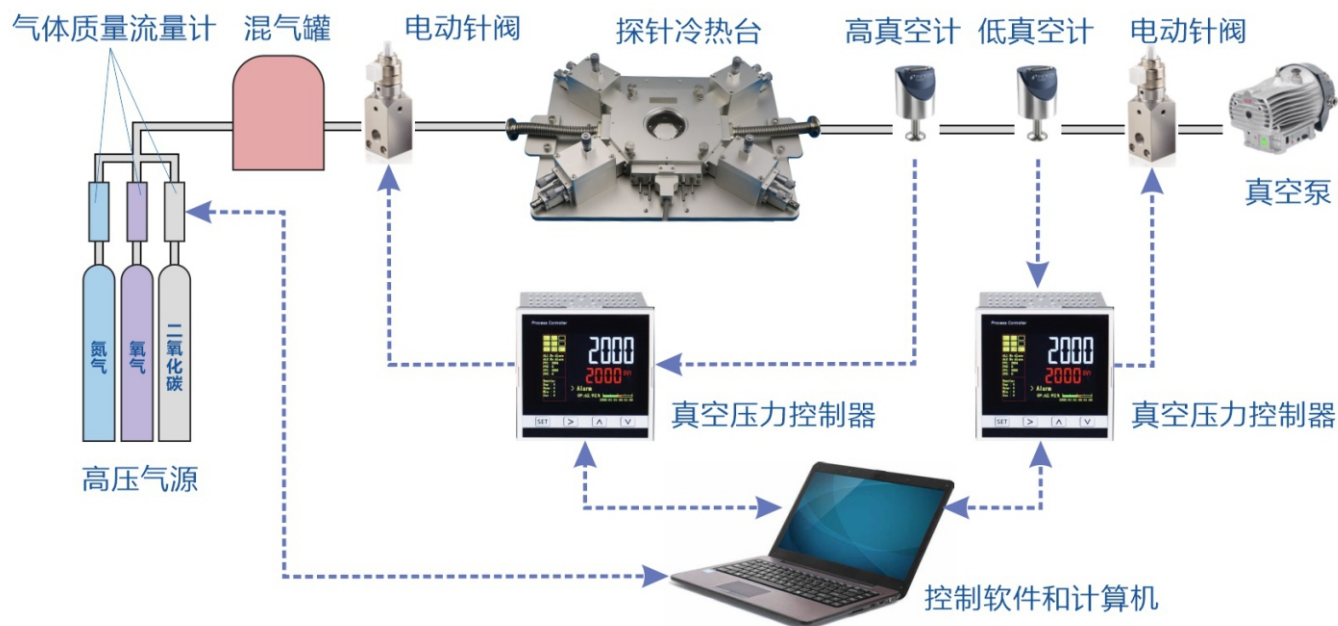 气体质量流量计
混气罐
电动针阀
探针冷热台
高真空计
低真空计
电动针阀
真空泵
氮气
氧气
二氧化碳
高压气源
Process Controller
2000
2000
Alarm
SET
真空压力控制器
Process Controller
2000
2000
Alarm
SET
真空压力控制器
控制软件和计算机